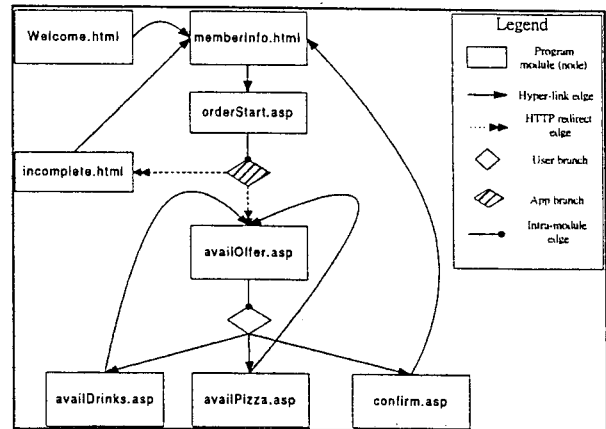 Welcome.html
memberInfo.html
orderStart.asp
incomplete.html
availOffer.asp
availDrinks.asp
availPizza.asp
confirm.asp
Legend
Program
module (node)
Hyper-link edge
HTTP redirect
edge
User branch
App branch
Intra-module
edge